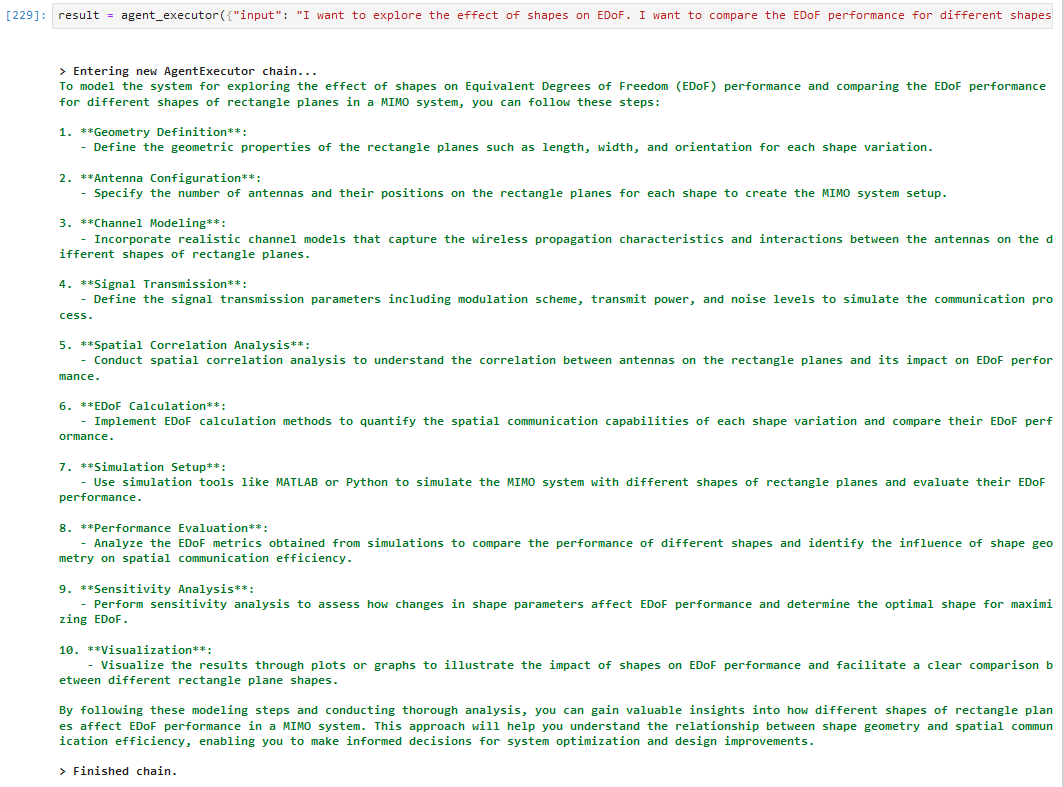 [229]: result = agent_executor({"input": "I want to explore the effect of shapes on EDoF. I want to compare the EDoF performance for different shapes
> Entering new AgentExecutor chain...
To model the system for exploring the effect of shapes on Equivalent Degrees of Freedom (EDoF) performance and comparing the EDoF performance
for different shapes of rectangle planes in a MIMO system, you can follow these steps:
1. **Geometry Definition**:
- Define the geometric properties of the rectangle planes such as length, width, and orientation for each shape variation.
2. **Antenna Configuration**:
- Specify the number of antennas and their positions on the rectangle planes for each shape to create the MIMO system setup.
3. **Channel Modeling**:
- Incorporate realistic channel models that capture the wireless propagation characteristics and interactions between the antennas on the d
ifferent shapes of rectangle planes.
4. **Signal Transmission**:
- Define the signal transmission parameters including modulation scheme, transmit power, and noise levels to simulate the communication pro
cess.
5. **Spatial Correlation Analysis**:
- Conduct spatial correlation analysis to understand the correlation between antennas on the rectangle planes and its impact on EDoF perfor
mance.
6. **EDoF Calculation**:
- Implement EDoF calculation methods to quantify the spatial communication capabilities of each shape variation and compare their EDoF perf
ormance.
7. **Simulation Setup**:
- Use simulation tools like MATLAB or Python to simulate the MIMO system with different shapes of rectangle planes and evaluate their EDoF
performance.
8. **Performance Evaluation**:
- Analyze the EDoF metrics obtained from simulations to compare the performance of different shapes and identify the influence of shape geo
metry on spatial communication efficiency.
9. **Sensitivity Analysis**:
- Perform sensitivity analysis to assess how changes in shape parameters affect EDoF performance and determine the optimal shape for maximi
zing EDoF.
10. **Visualization**:
- Visualize the results through plots or graphs to illustrate the impact of shapes on EDoF performance and facilitate a clear comparison b
etween different rectangle plane shapes.
By following these modeling steps and conducting thorough analysis, you can gain valuable insights into how different shapes of rectangle plan
es affect EDoF performance in a MIMO system. This approach will help you understand the relationship between shape geometry and spatial commun
ication efficiency, enabling you to make informed decisions for system optimization and design improvements.
> Finished chain.